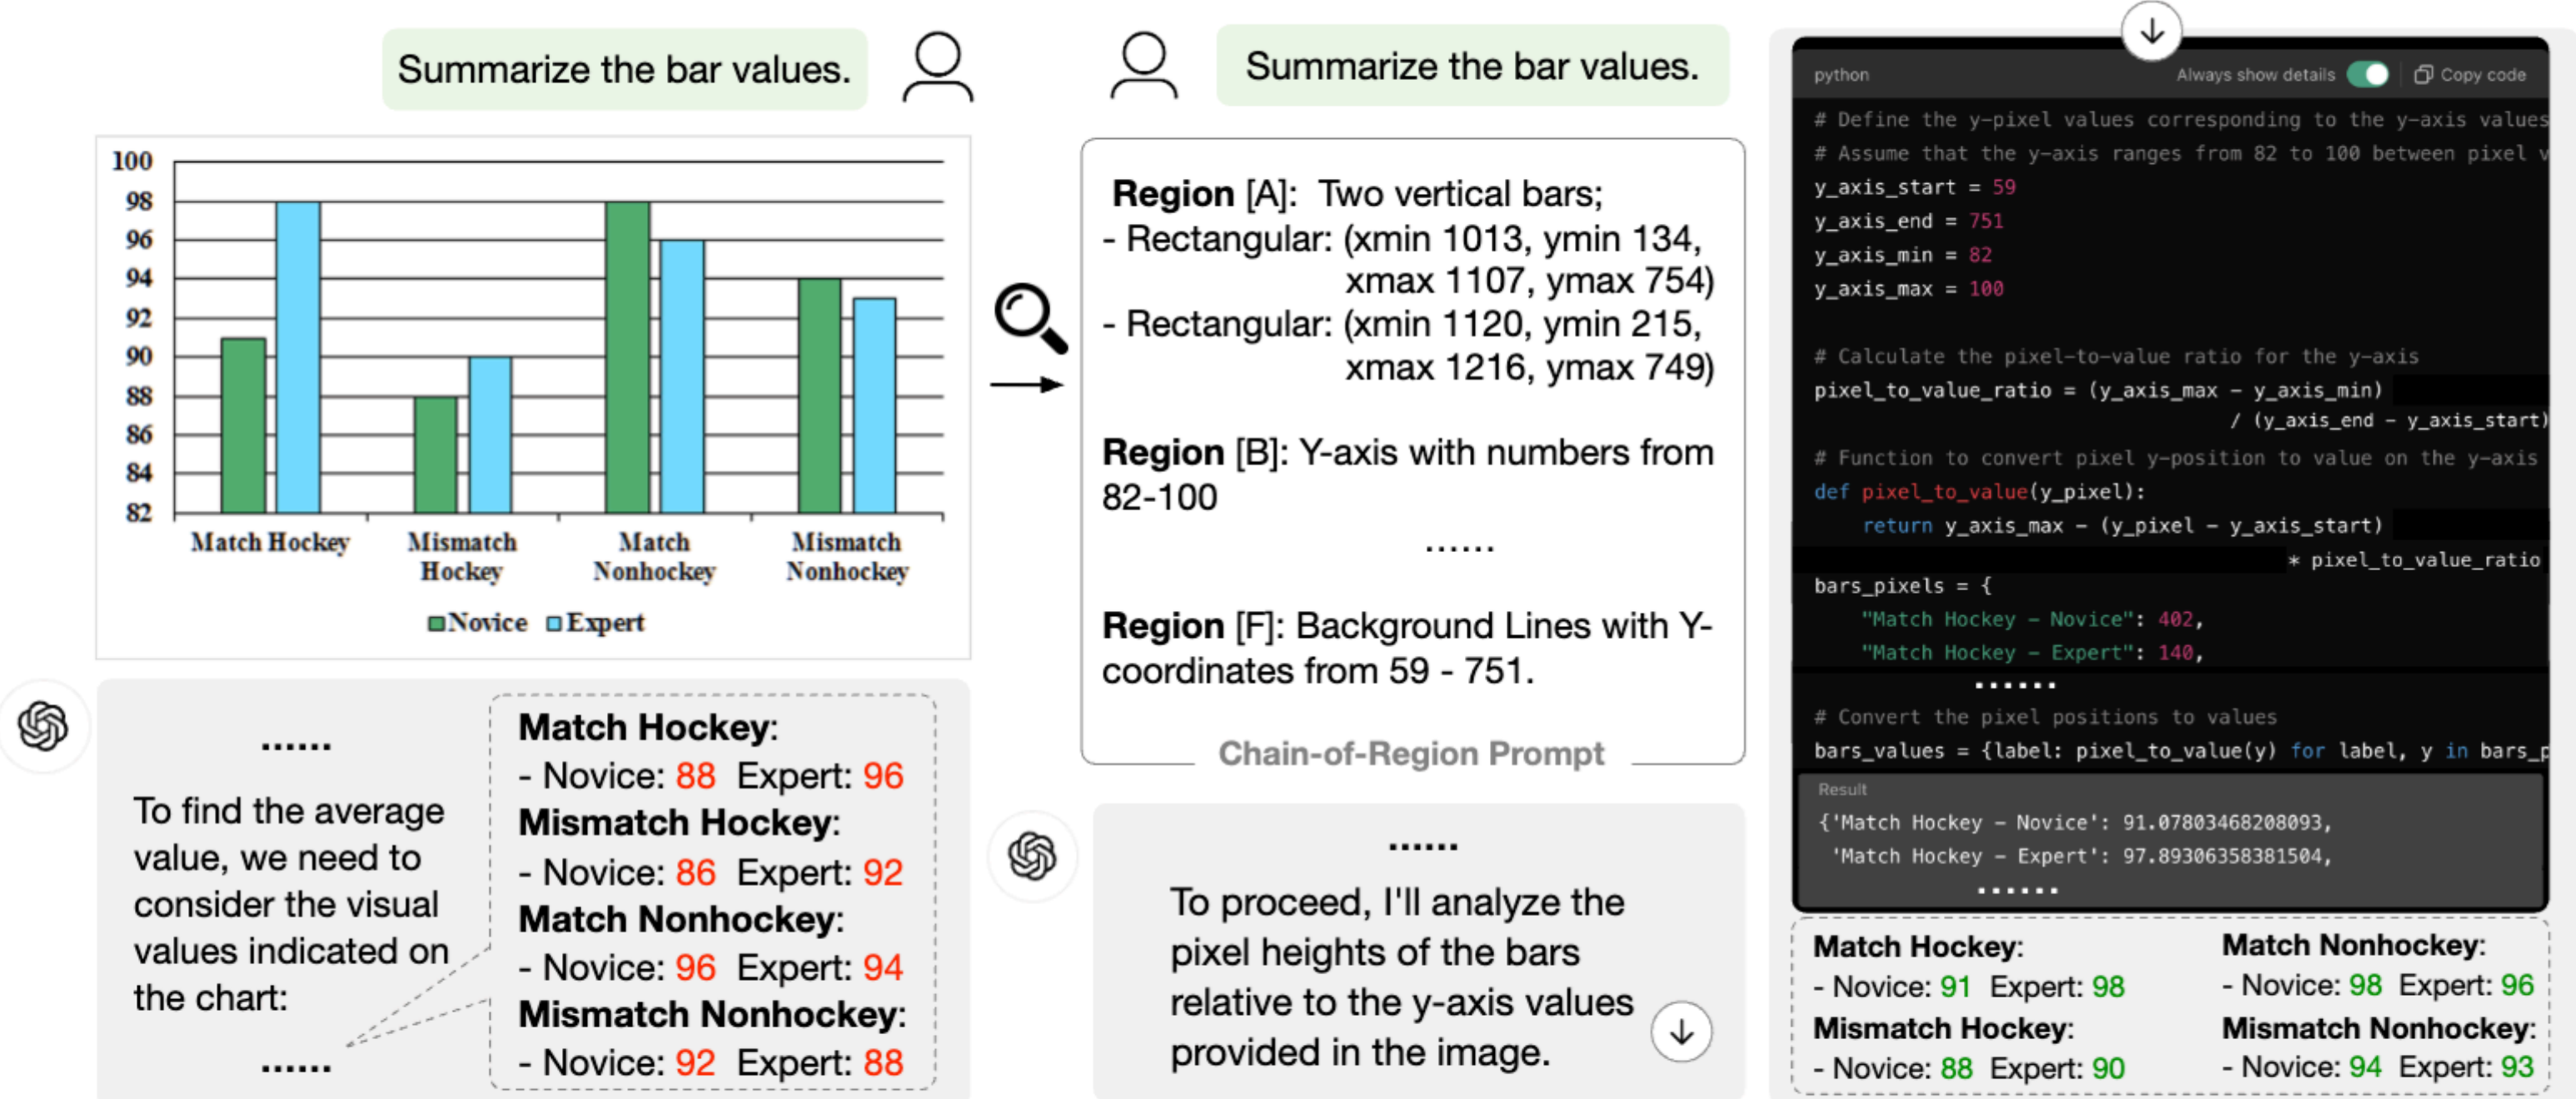 Summarize the bar values.
100
98
96
94
92
90
88
86
84
82
Match Hockey
Mismatch
Hockey
Match
Nonhockey
Mismatch
Nonhockey
Novice Expert
......
To find the average
value, we need to
consider the visual
values indicated on
the chart:
......
Match Hockey:
- Novice: 88 Expert: 96
Mismatch Hockey:
- Novice: 86 Expert: 92
Match Nonhockey:
- Novice: 96 Expert: 94
Mismatch Nonhockey:
- Novice: 92 Expert: 88
Summarize the bar values.
Region [A]: Two vertical bars;
- Rectangular: (xmin 1013, ymin 134,
xmax 1107, ymax 754)
- Rectangular: (xmin 1120, ymin 215,
xmax 1216, ymax 749)
Region [B]: Y-axis with numbers from
82-100
......
Region [F]: Background Lines with Y-
coordinates from 59 - 751.
Chain-of-Region Prompt
......
To proceed, I'll analyze the
pixel heights of the bars
relative to the y-axis values
provided in the image.
python Always show details Copy code
# Define the y-pixel values corresponding to the y-axis values
# Assume that the y-axis ranges from 82 to 100 between pixel v
y_axis_start = 59
y_axis_end = 751
y_axis_min = 82
y_axis_max = 100
# Calculate the pixel-to-value ratio for the y-axis
pixel_to_value_ratio = (y_axis_max - y_axis_min)
/ (y_axis_end - y_axis_start)
# Function to convert pixel y-position to value on the y-axis
def pixel_to_value(y_pixel):
return y_axis_max - (y_pixel - y_axis_start)
* pixel_to_value_ratio
bars_pixels = {
"Match Hockey - Novice": 402,
"Match Hockey - Expert": 140,
......
# Convert the pixel positions to values
bars_values = {label: pixel_to_value(y) for label, y in bars_p
Result
{'Match Hockey - Novice': 91.07803468208093,
'Match Hockey - Expert': 97.89306358381504,
......
Match Hockey:
- Novice: 91 Expert: 98
Mismatch Hockey:
- Novice: 88 Expert: 90
Match Nonhockey:
- Novice: 98 Expert: 96
Mismatch Nonhockey:
- Novice: 94 Expert: 93